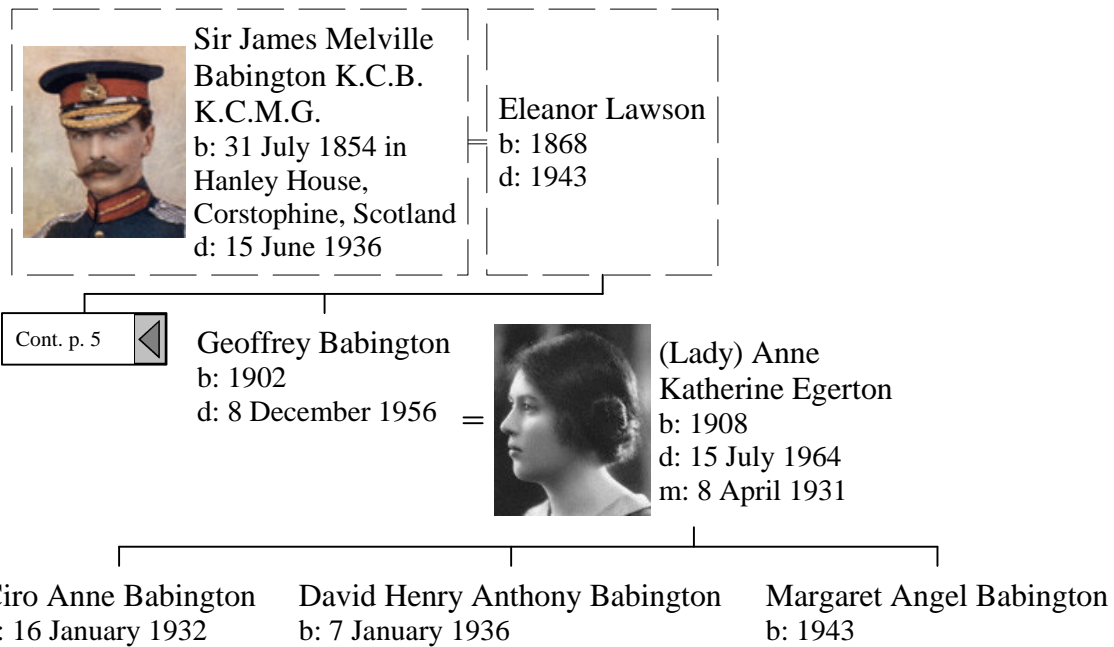 Sir James Melville
Babington K.C.B.
K.C.M.G.
b: 31 July 1854 in
Hanley House,
Corstophine, Scotland
d: 15 June 1936
Eleanor Lawson
b: 1868
d: 1943
Cont. p. 5
Geoffrey Babington
b: 1902
d: 8 December 1956
=
(Lady) Anne
Katherine Egerton
b: 1908
d: 15 July 1964
m: 8 April 1931
Ciro Anne Babington
: 16 January 1932
David Henry Anthony Babington
b: 7 January 1936
Margaret Angel Babington
b: 1943